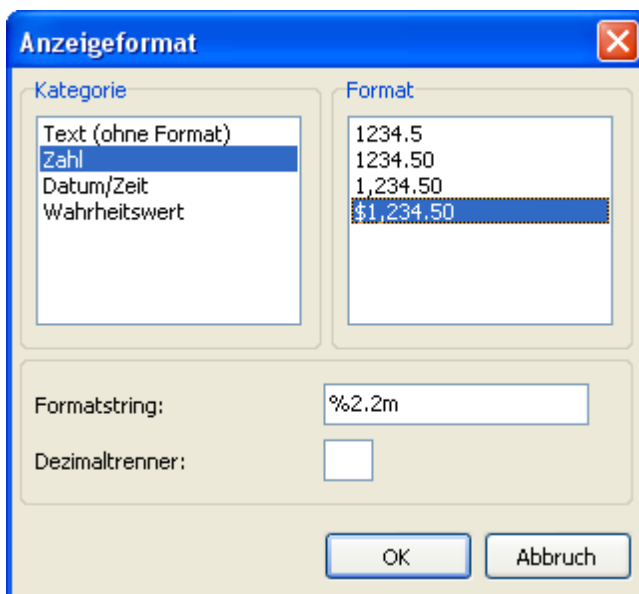 Anzeigeformat
Kategorie
Text (ohne Format)
Zahl
Datum/Zeit
Wahrheitswert
Format
1234.5
1234.50
1,234.50
$1,234.50
Formatstring:
%2.2m
Dezimaltrenner:
OK
Abbruch